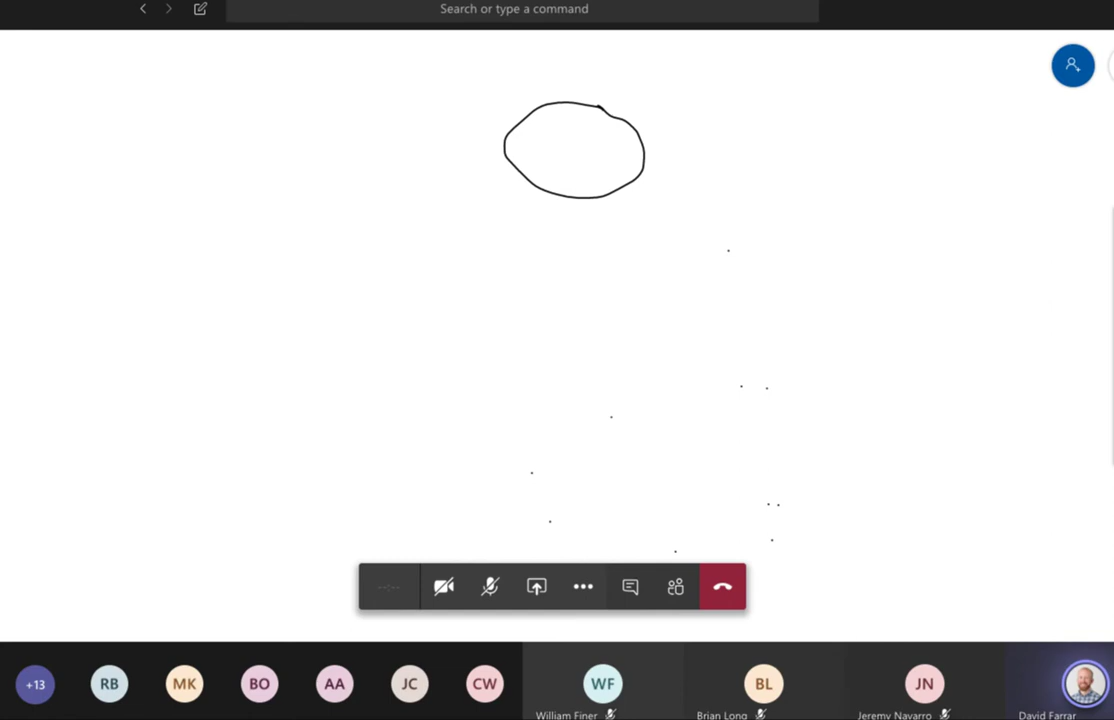 Search or type a command
--:--
+13
RB
MK
BO
AA
JC
CW
WF
BL
JN
William Finer
Brian Long
Jeremy Navarro
David Farrar